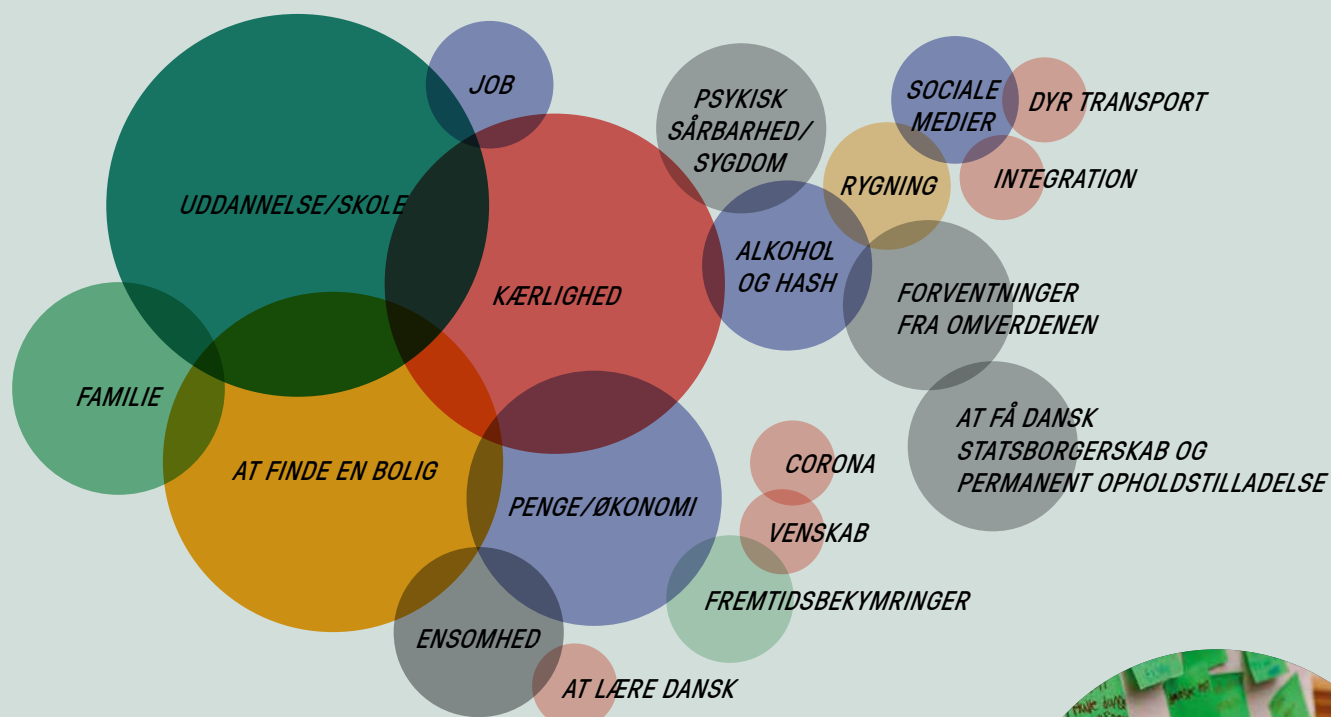 JOB
PSYKISK
SÅRBARHED/
SYGDOM
SOCIALE
MEDIER
DYR TRANSPORT
UDDANNELSE/SKOLE
RYGNING
INTEGRATION
KÆRLIGHED
ALKOHOL
OG HASH
FORVENTNINGER
FRA OMVERDENEN
FAMILIE
AT FINDE EN BOLIG
PENGE/ØKONOMI
CORONA
AT FÅ DANSK
STATSBORGERSKAB OG
PERMANENT OPHOLDSTILLADELSE
VENSKAB
FREMTIDSBEKYMRINGER
ENSOMHED
AT LÆRE DANSK